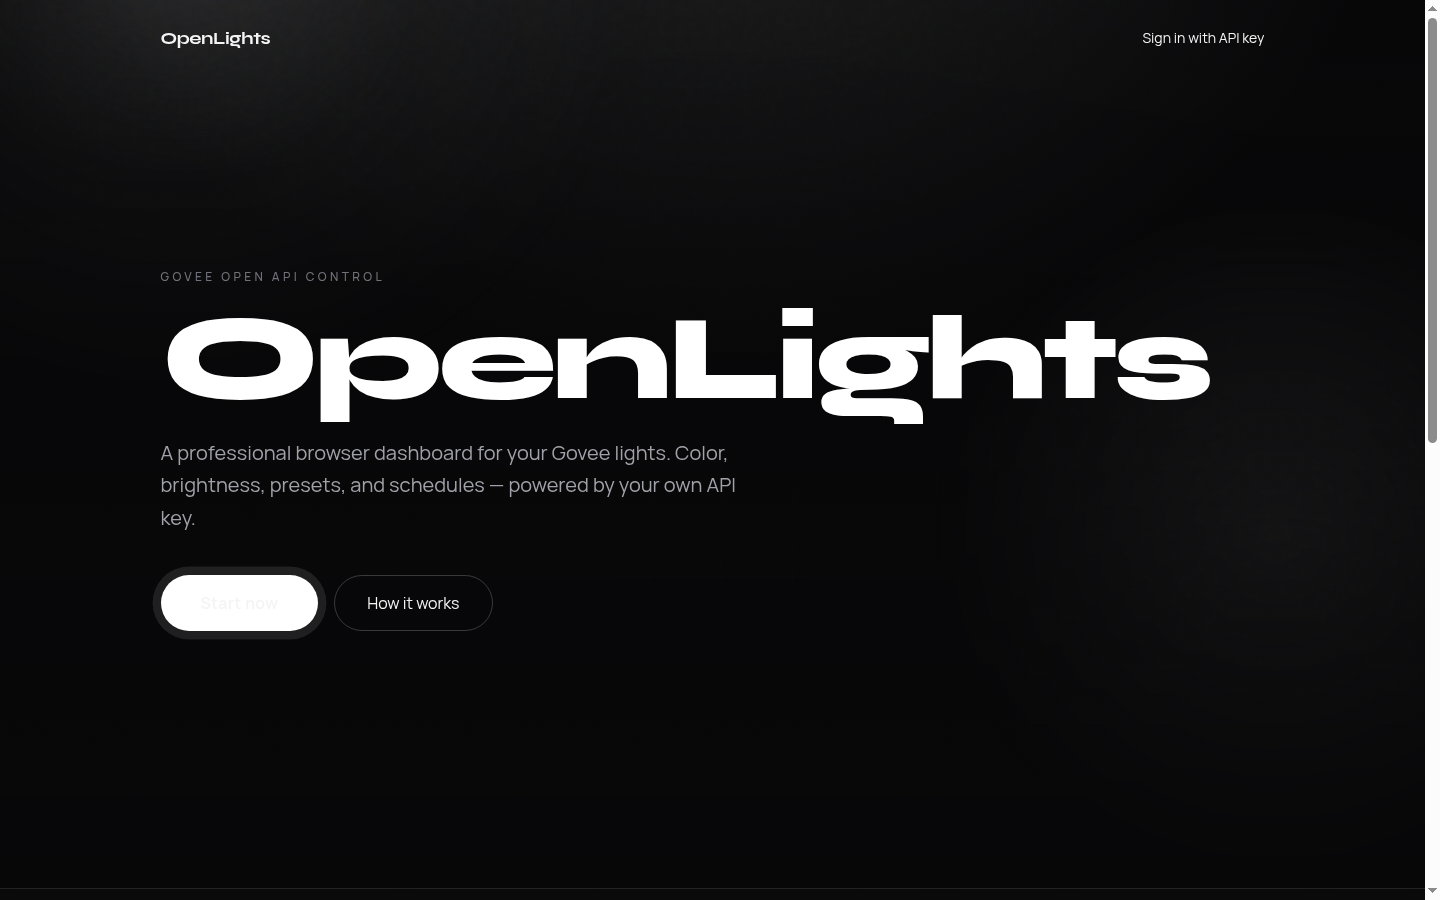 OpenLights
Sign in with API key
GOVEE OPEN API CONTROL
OpenLights
A professional browser dashboard for your Govee lights. Color,
brightness, presets, and schedules — powered by your own API
key.
Start now
How it works